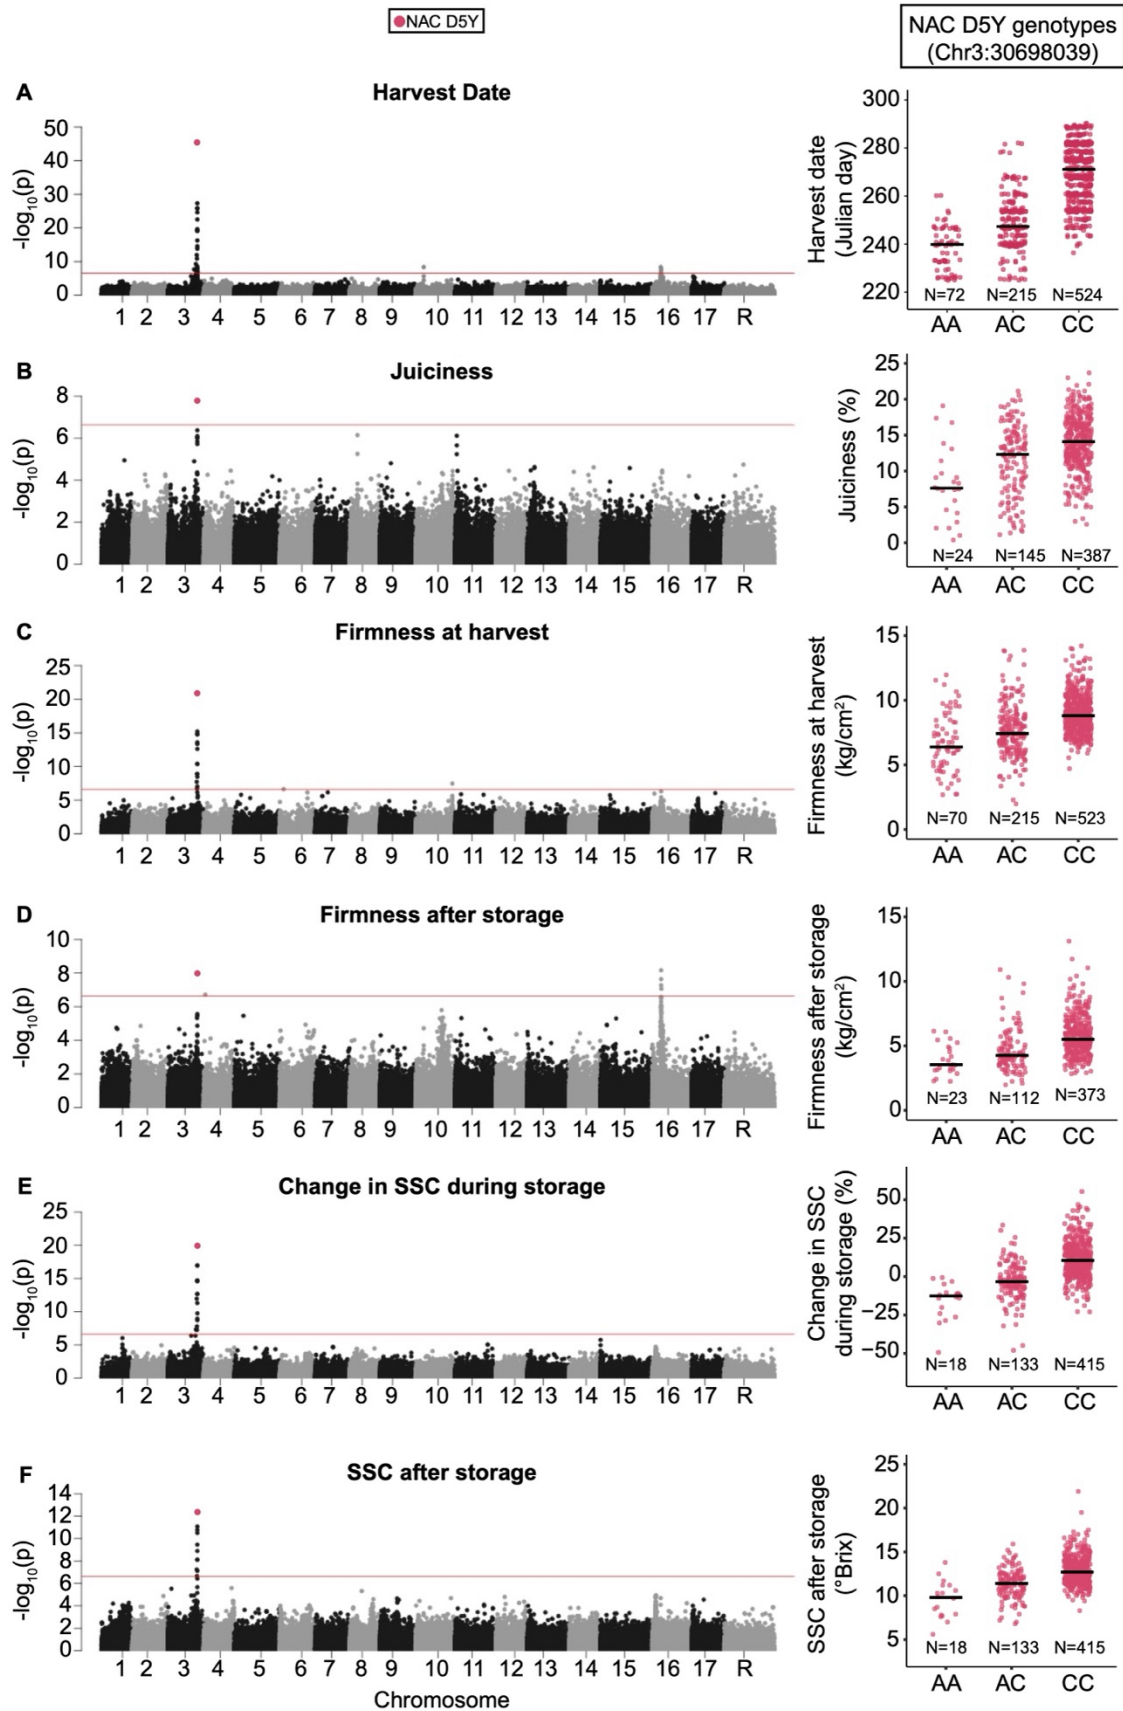 NAC D5Y
NAC D5Y genotypes
(Chr3:30698039)
A
Harvest Date
-log10(p)
50
40
30
20
10
0
1 2 3 4 5 6 7 8 9 10 11 12 13 14 15 16 17 R
Harvest date
(Julian day)
300
280
260
240
220
N=72 N=215 N=524
AA AC CC
B
Juiciness
-log10(p)
8
6
4
2
0
1 2 3 4 5 6 7 8 9 10 11 12 13 14 15 16 17 R
Juiciness (%)
25
20
15
10
5
0
N=24 N=145 N=387
AA AC CC
C
Firmness at harvest
-log10(p)
25
20
15
10
5
0
1 2 3 4 5 6 7 8 9 10 11 12 13 14 15 16 17 R
Firmness at harvest
(kg/cm²)
15
10
5
0
N=70 N=215 N=523
AA AC CC
D
Firmness after storage
-log10(p)
10
8
6
4
2
0
1 2 3 4 5 6 7 8 9 10 11 12 13 14 15 16 17 R
Firmness after storage
(kg/cm²)
15
10
5
0
N=23 N=112 N=373
AA AC CC
E
Change in SSC during storage
-log10(p)
25
20
15
10
5
0
1 2 3 4 5 6 7 8 9 10 11 12 13 14 15 16 17 R
Change in SSC
during storage (%)
50
25
0
−25
−50
N=18 N=133 N=415
AA AC CC
F
SSC after storage
-log10(p)
14
12
10
8
6
4
2
0
1 2 3 4 5 6 7 8 9 10 11 12 13 14 15 16 17 R
Chromosome
SSC after storage
(°Brix)
25
20
15
10
5
N=18 N=133 N=415
AA AC CC